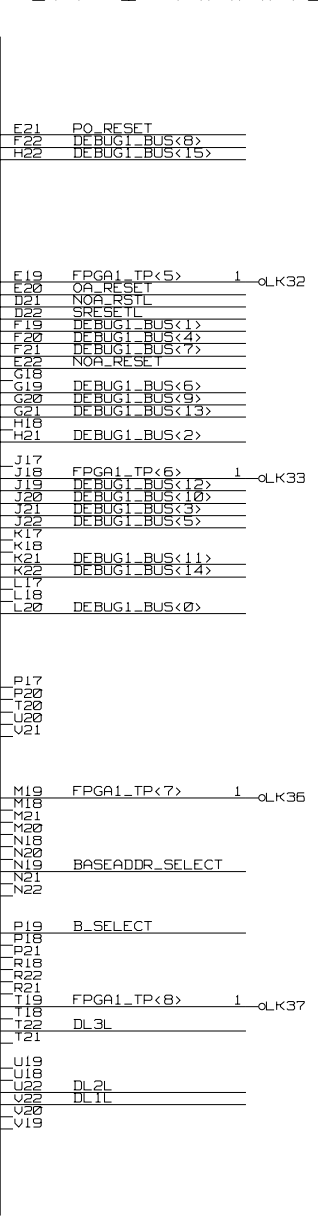 E21 PO_RESET
F22 DEBUG1_BUS<8>
H22 DEBUG1_BUS<15>
E19 FPGA1_TP<5> 1 LK32
E20 OA_RESET
D21 NOA_RSTL
D22 SRESETL
F19 DEBUG1_BUS<1>
F20 DEBUG1_BUS<4>
F21 DEBUG1_BUS<7>
E22 NOA_RESET
G18
G19 DEBUG1_BUS<6>
G20 DEBUG1_BUS<9>
G21 DEBUG1_BUS<13>
H18
H21 DEBUG1_BUS<2>
J17
J18 FPGA1_TP<6> 1 LK33
J19 DEBUG1_BUS<12>
J20 DEBUG1_BUS<10>
J21 DEBUG1_BUS<3>
J22 DEBUG1_BUS<5>
K17
K18
K21 DEBUG1_BUS<11>
K22 DEBUG1_BUS<14>
L17
L18
L20 DEBUG1_BUS<0>
P17
P20
T20
U20
V21
M19 FPGA1_TP<7> 1 LK36
M18
M21
M20
N18
N20
N19 BASEADDR_SELECT
N21
N22
P19 B_SELECT
P18
P21
R18
R22
R21
T19 FPGA1_TP<8> 1 LK37
T18
T22 DL3L
T21
U19
U18
U22 DL2L
V22 DL1L
V20
V19